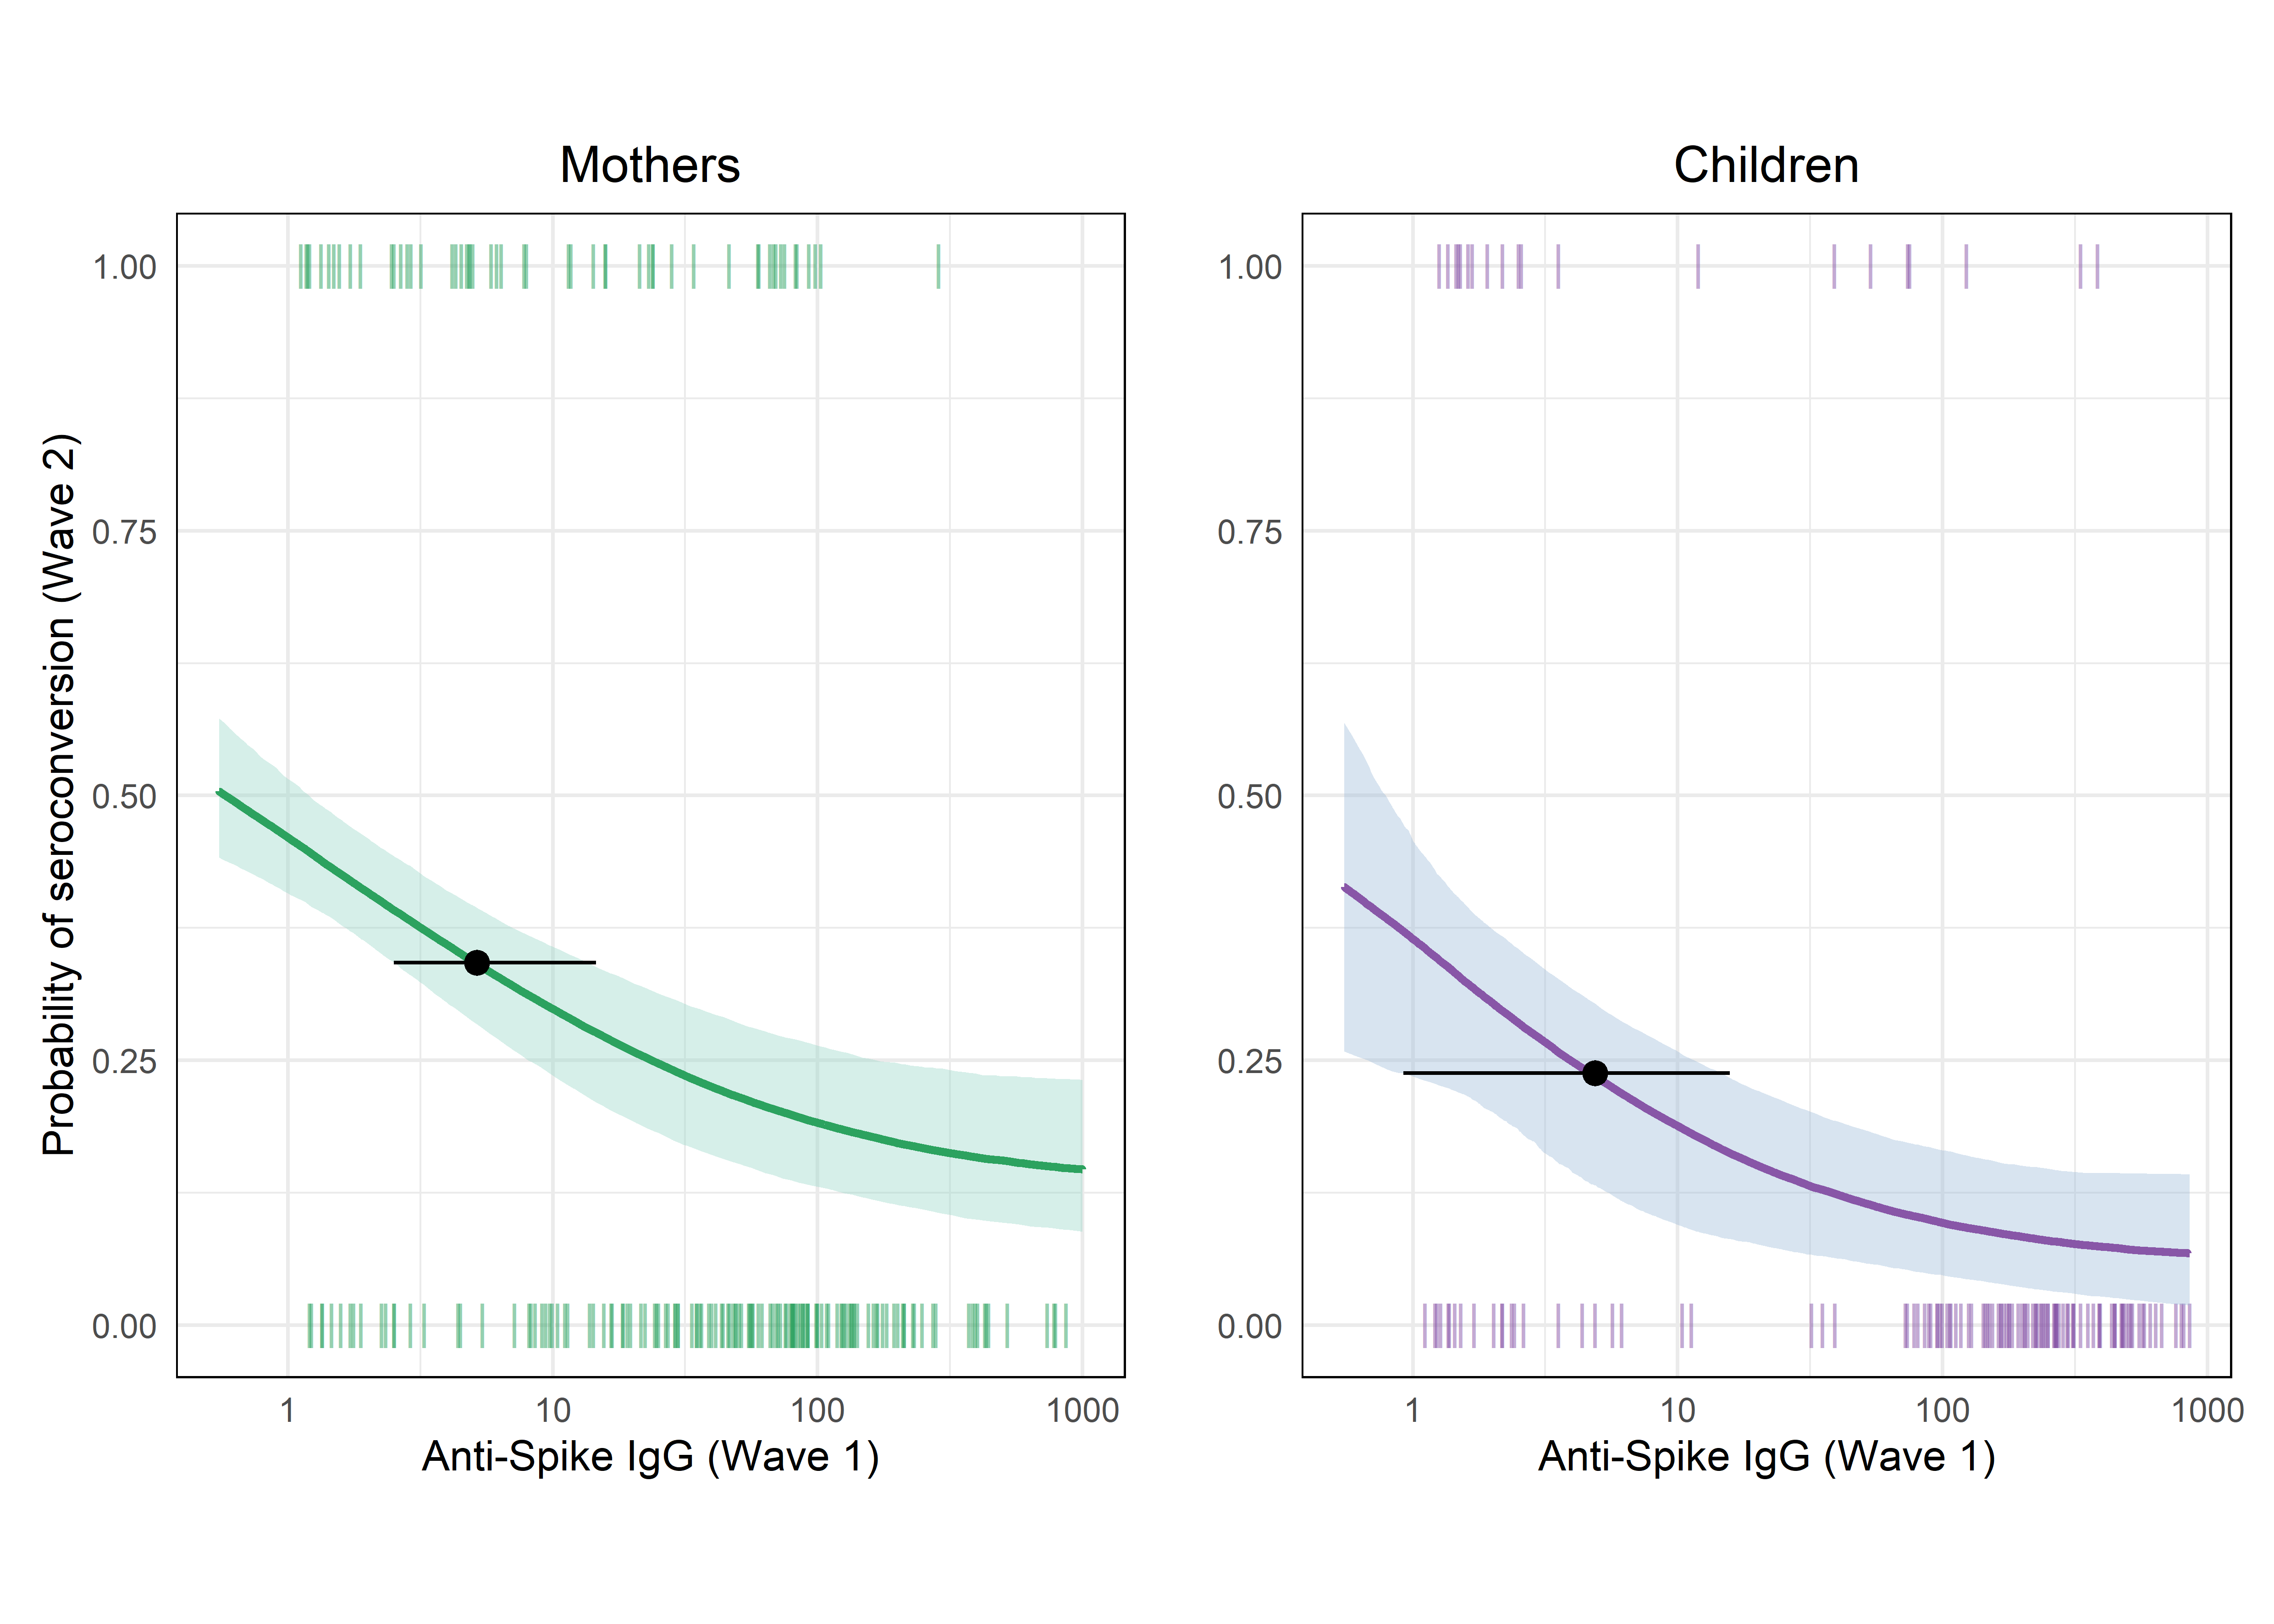 Mothers
Children
Probability of seroconversion (Wave 2)
1.00
0.75
0.50
0.25
0.00
1 10 100 1000
Anti-Spike IgG (Wave 1)
1.00
0.75
0.50
0.25
0.00
1 10 100 1000
Anti-Spike IgG (Wave 1)